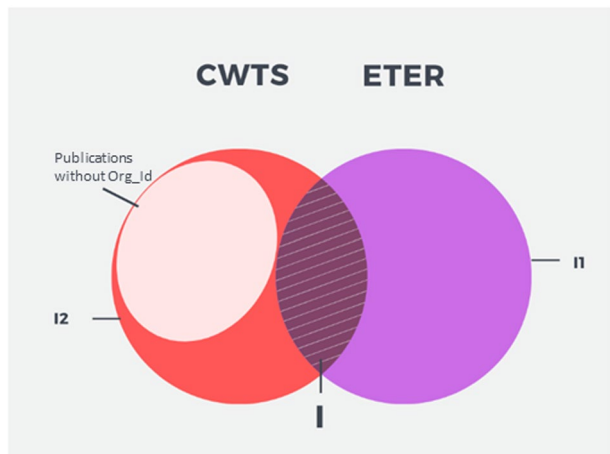 CWTS
ETER
Publications
without Org_Id
I1
I2
I